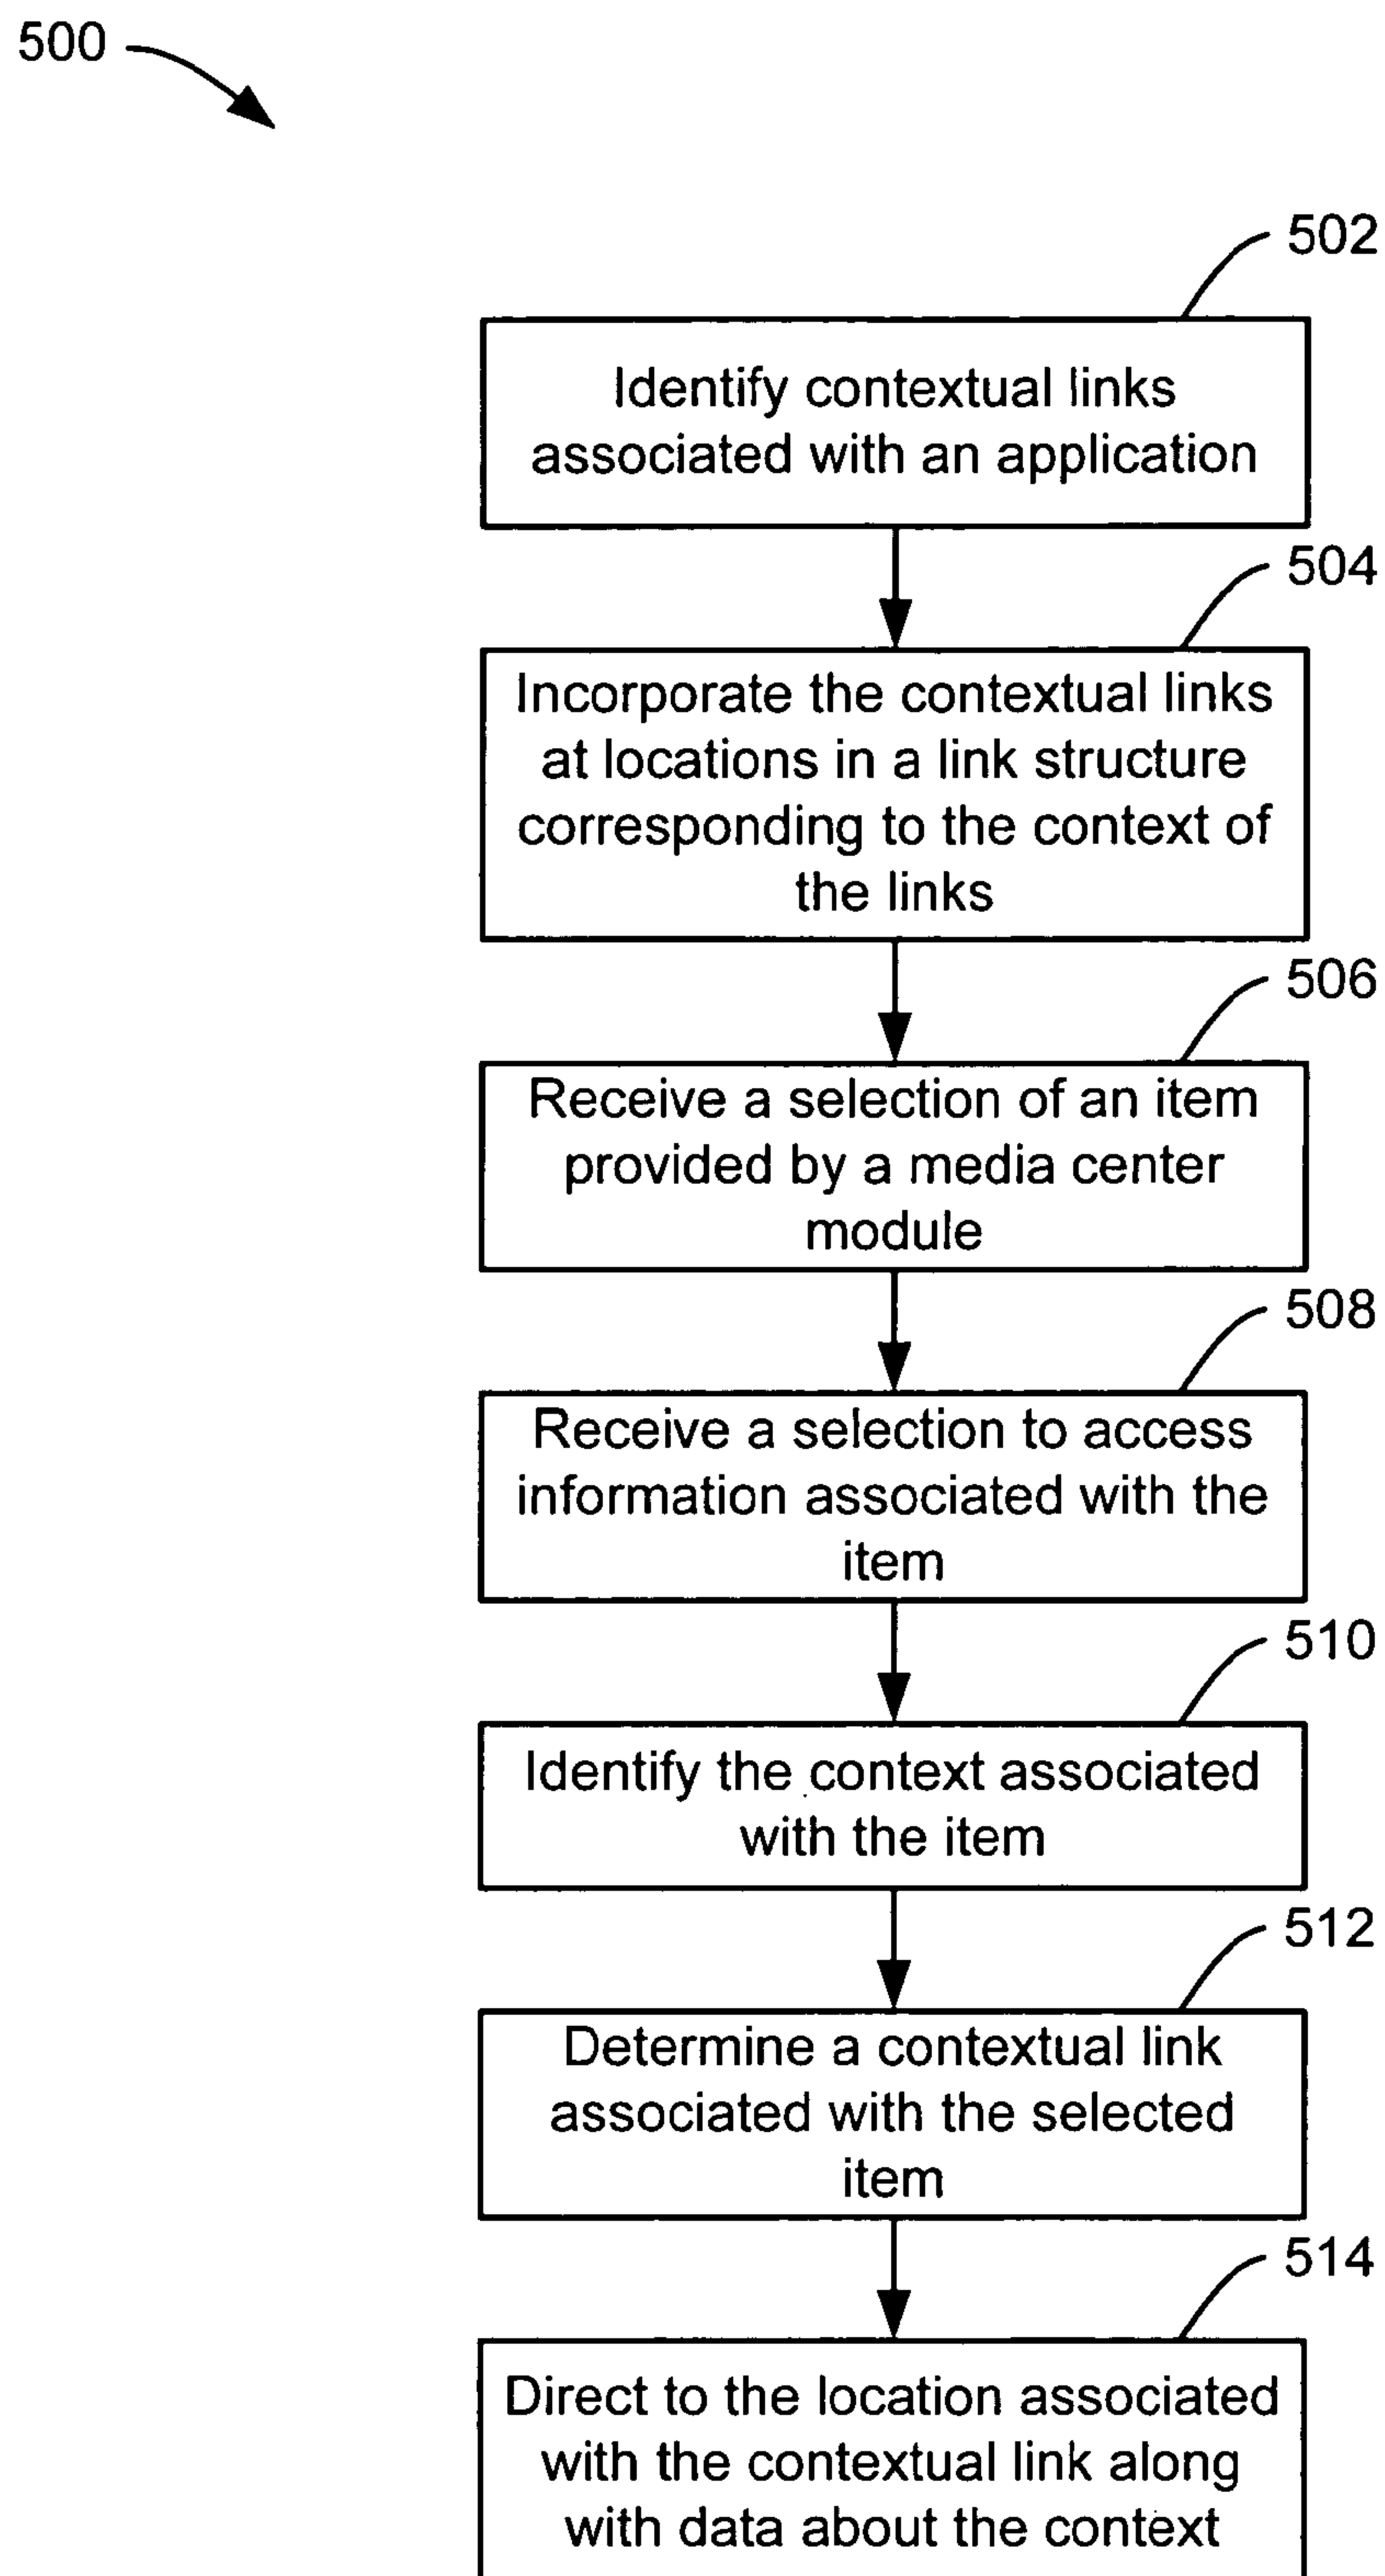 500
502
Identify contextual links
associated with an application
504
Incorporate the contextual links
at locations in a link structure
corresponding to the context of
the links
506
Receive a selection of an item
provided by a media center
module
508
Receive a selection to access
information associated with the
item
510
Identify the context associated
with the item
512
Determine a contextual link
associated with the selected
item
514
Direct to the location associated
with the contextual link along
with data about the context